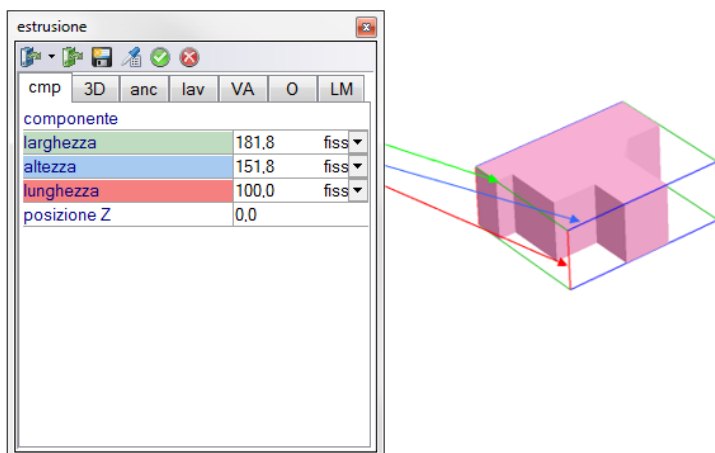 estrusione
cmp 3D anc lav VA O LM
componente
larghezza 181,8 fiss
altezza 151,8 fiss
lunghezza 100,0 fiss
posizione Z 0,0